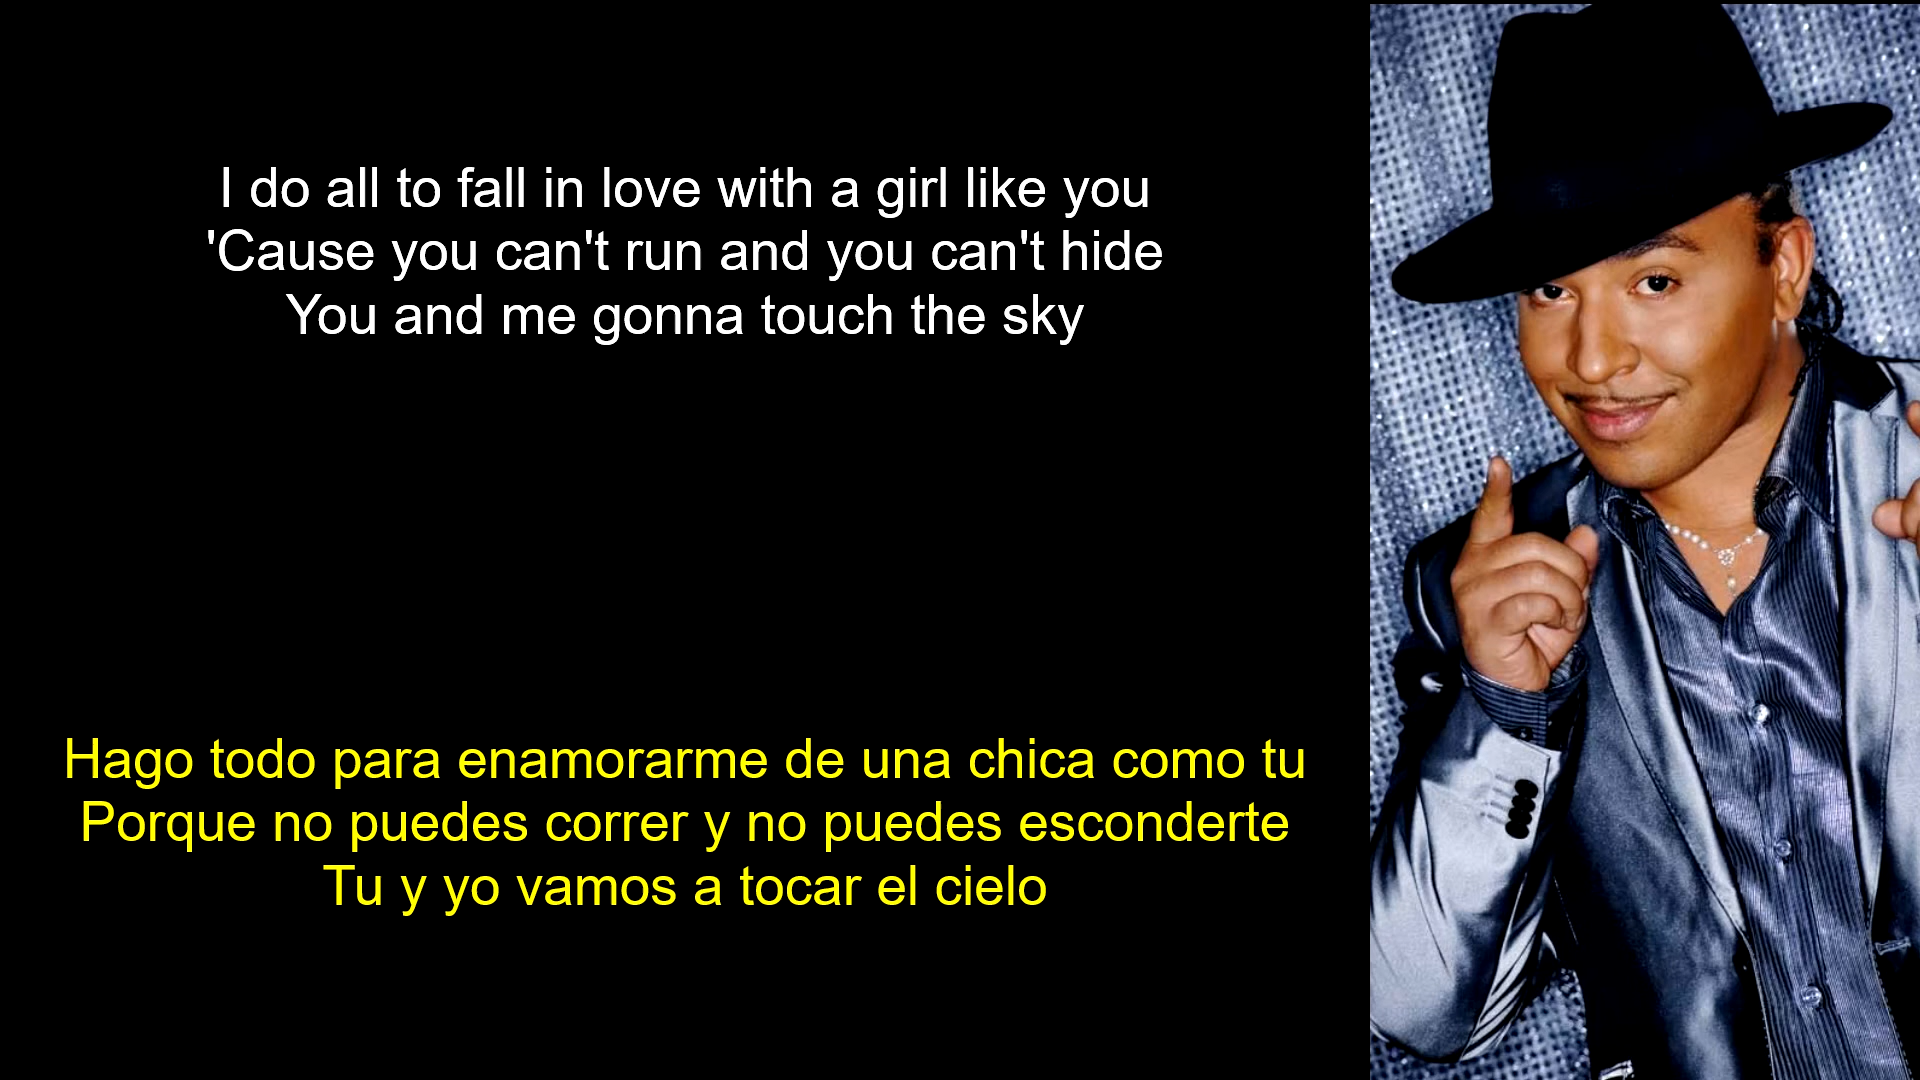 I do all to fall in love with a girl like you
'Cause you can't run and you can't hide
You and me gonna touch the sky
Hago todo para enamorarme de una chica como tu
Porque no puedes correr y no puedes esconderte
Tu y yo vamos a tocar el cielo